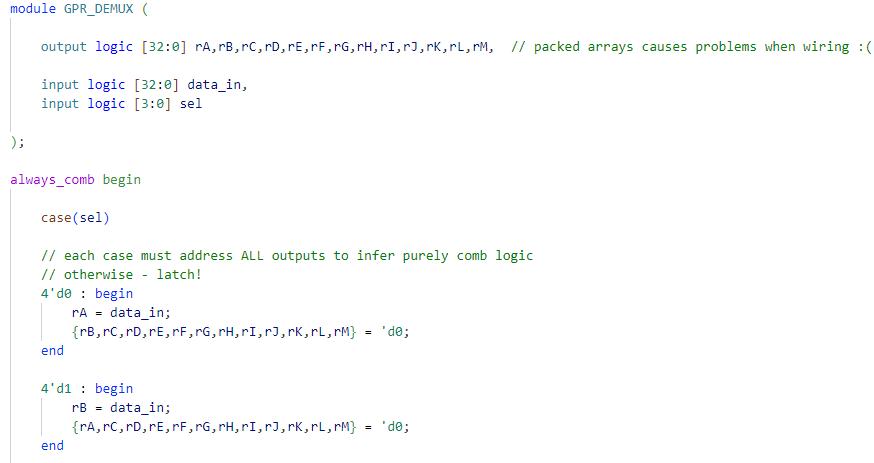 module GPR_DEMUX (
output logic [32:0] rA,rB,rC,rD,rE,rF,rG,rH,rI,rJ,rK,rL,rM,  // packed arrays causes problems when wiring :(
input logic [32:0] data_in,
input logic [3:0] sel
);
always_comb begin
case(sel)
// each case must address ALL outputs to infer purely comb logic
// otherwise - latch!
4'd0 : begin
rA = data_in;
{rB,rC,rD,rE,rF,rG,rH,rI,rJ,rK,rL,rM} = 'd0;
end
4'd1 : begin
rB = data_in;
{rA,rC,rD,rE,rF,rG,rH,rI,rJ,rK,rL,rM} = 'd0;
end